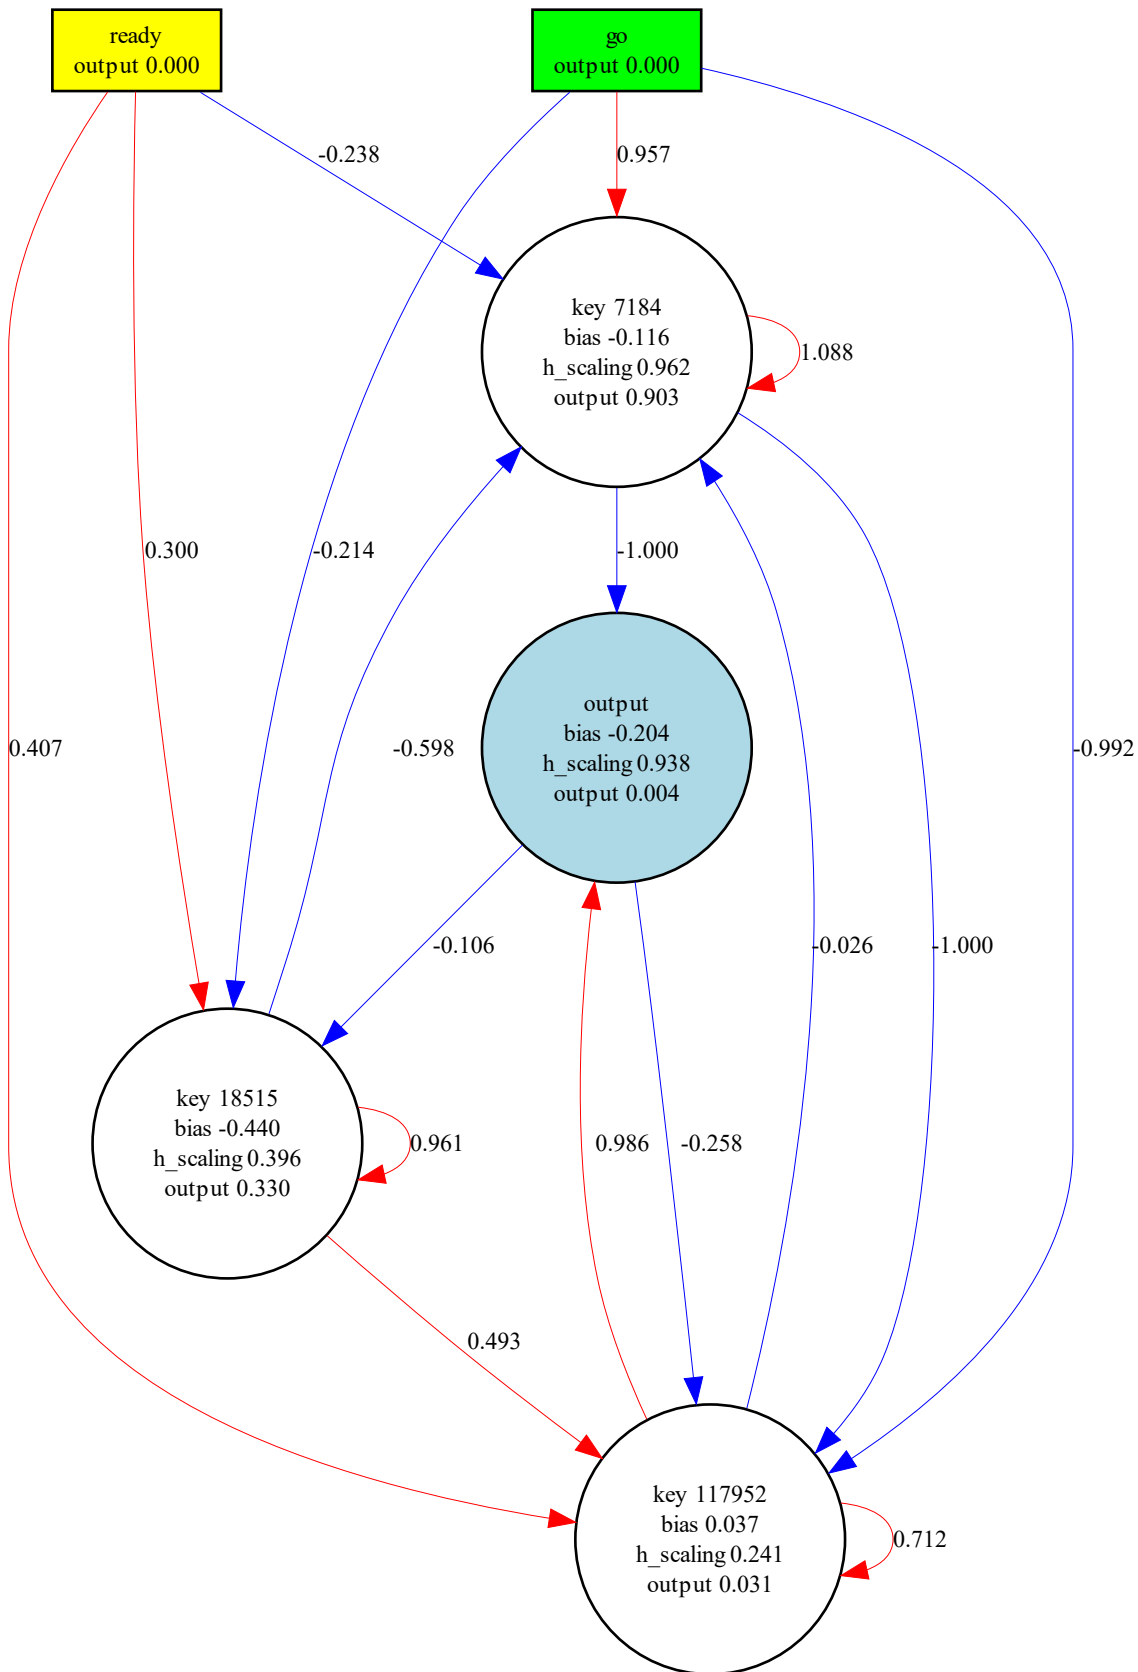 ready
output 0.000
go
output 0.000
-0.238
0.957
key 7184
bias -0.116
h_scaling 0.962
output 0.903
1.088
0.300
-0.214
-1.000
output
bias -0.204
h_scaling 0.938
output 0.004
0.407
-0.598
-0.992
-0.106
-0.026
-1.000
key 18515
bias -0.440
h_scaling 0.396
output 0.330
0.961
0.986
-0.258
0.493
key 117952
bias 0.037
h_scaling 0.241
output 0.031
0.712